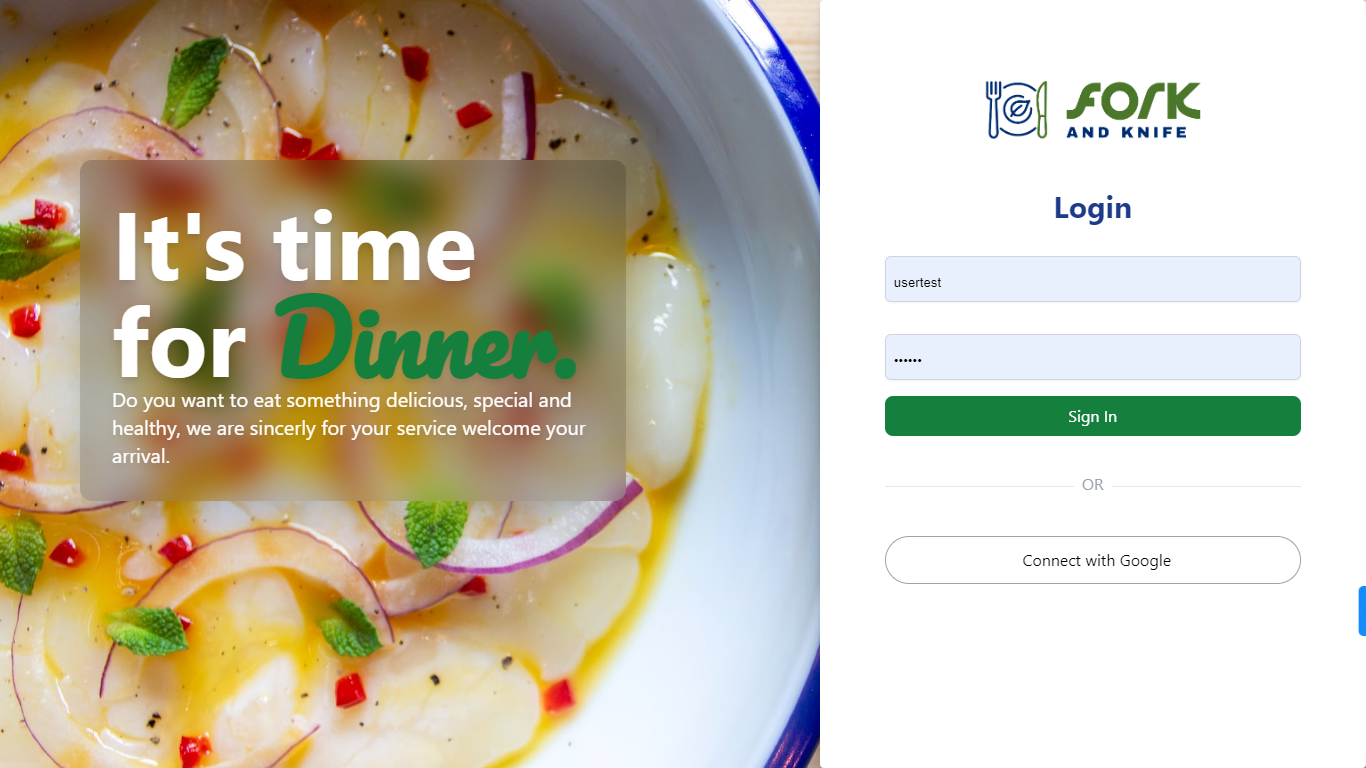 It's time
for Dinner.
Do you want to eat something delicious, special and
healthy, we are sincerly for your service welcome your
arrival.
FORK
AND KNIFE
Login
usertest
••••••
Sign In
OR
Connect with Google